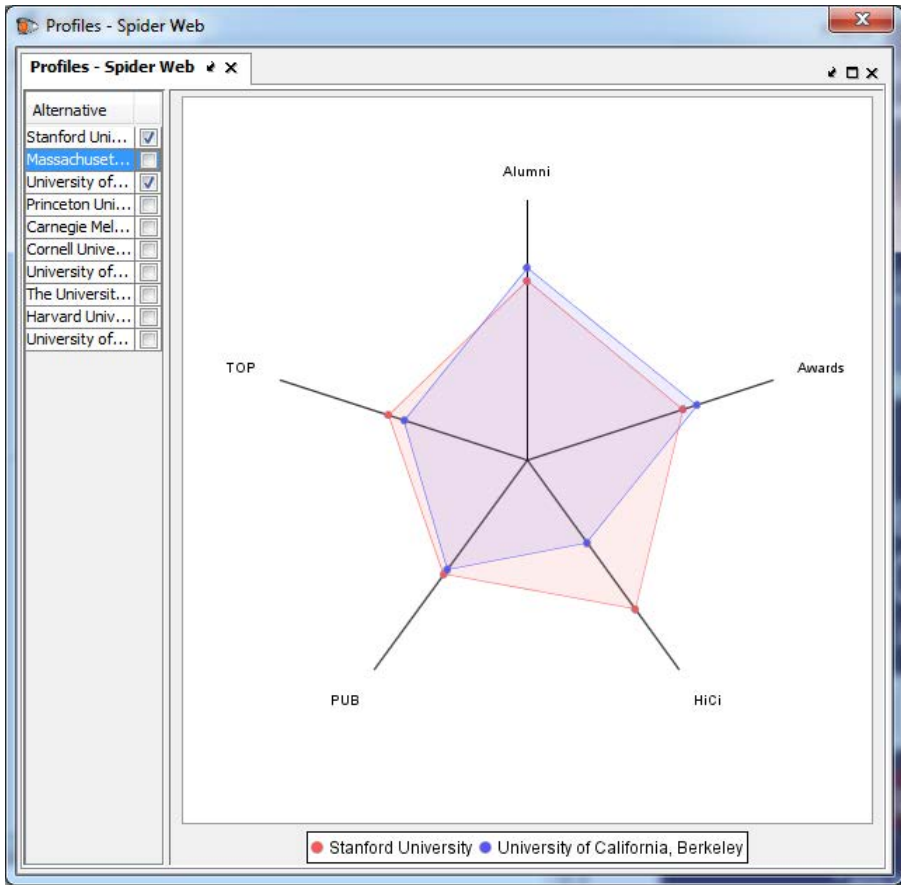 Profiles - Spider Web
Profiles - Spider Web
Alternative
Stanford Uni...
Massachuset...
University of...
Princeton Uni...
Carnegie Mel...
Cornell Unive...
University of...
The Universit...
Harvard Univ...
University of...
Alumni
TOP
Awards
PUB
HiCi
Stanford University
University of California, Berkeley